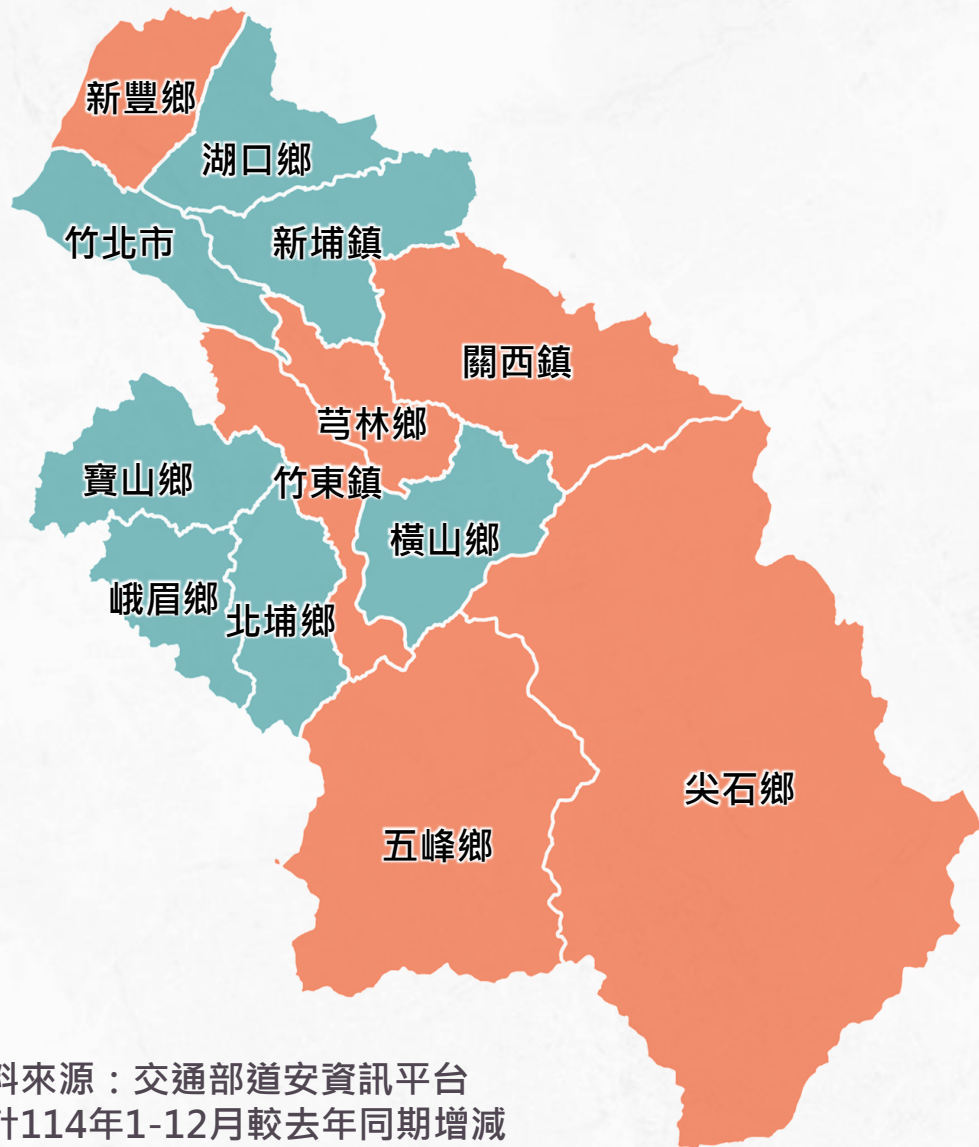 新豐鄉
湖口鄉
竹北市
新埔鎮
關西鎮
芎林鄉
寶山鄉
竹東鎮
橫山鄉
峨眉鄉
北埔鄉
尖石鄉
五峰鄉
料來源：交通部道安資訊平台
計114年1-12月較去年同期增減